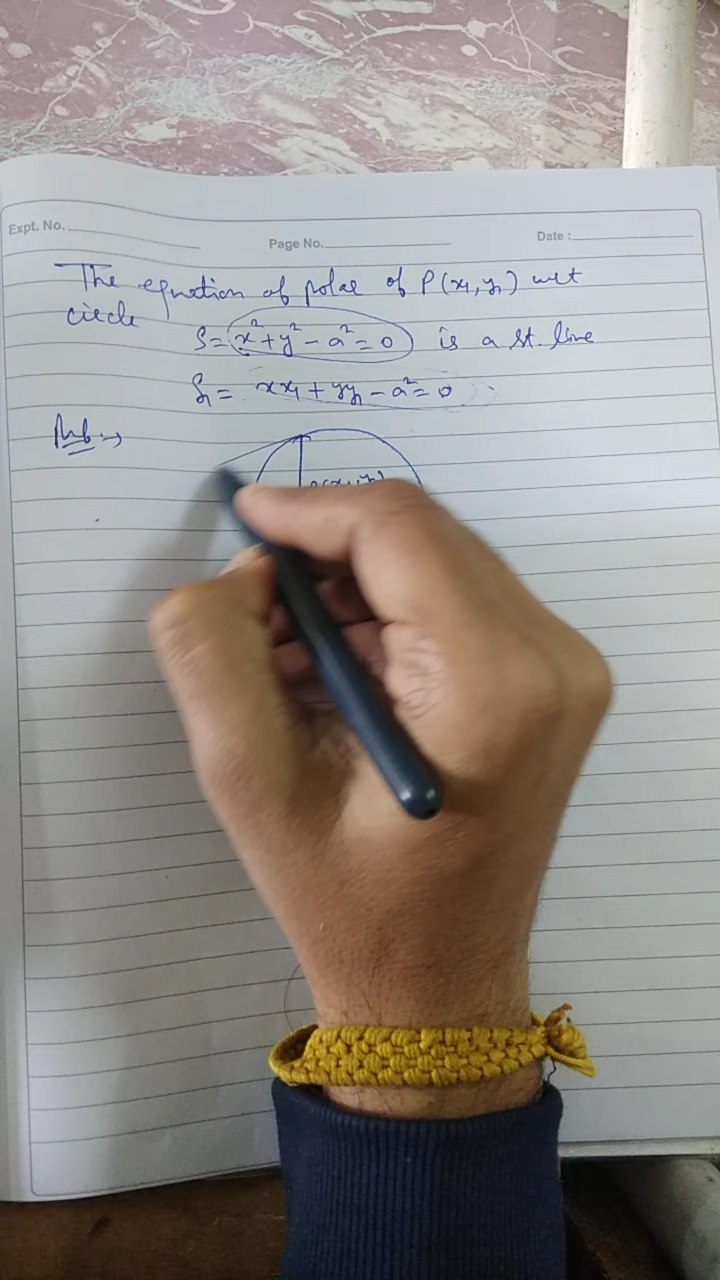 Expt. No.
Page No.
Date :
The equation of polar of P(x₁,y₁) wrt
circle S=x²+y²-a²=0 is a st. line
S₁= xx₁+yy₁-a²=0